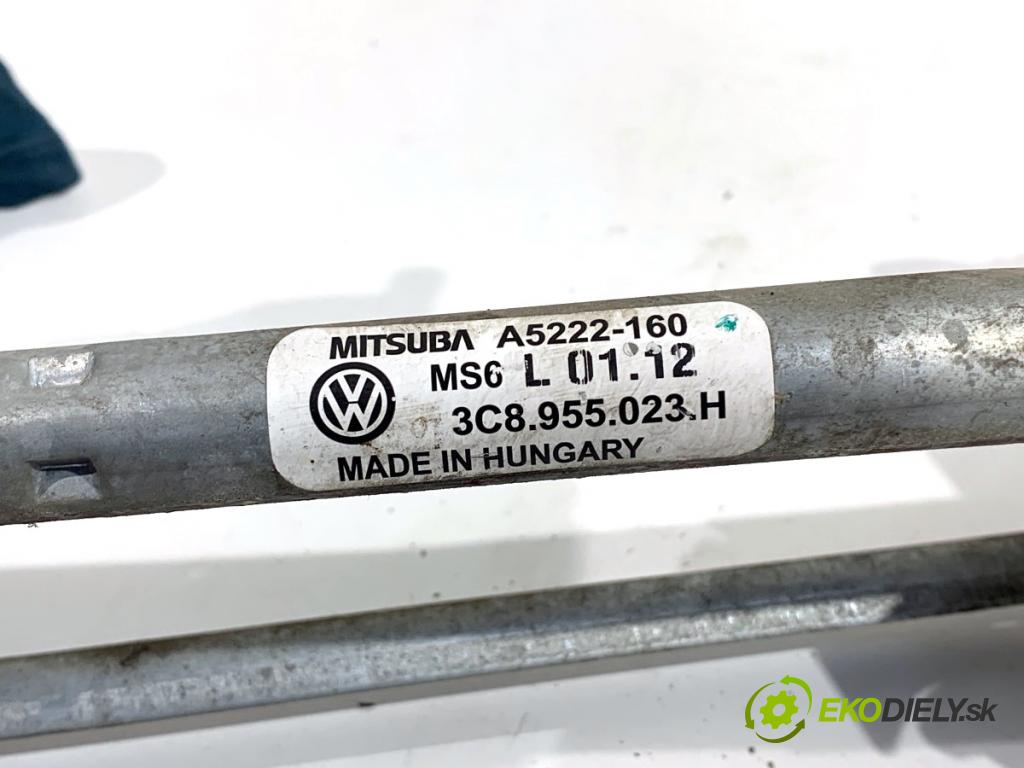 MITSUBA A5222-160
MS6 L 01.12
3C8.955.023.H
MADE IN HUNGARY
EKODIELY.sk